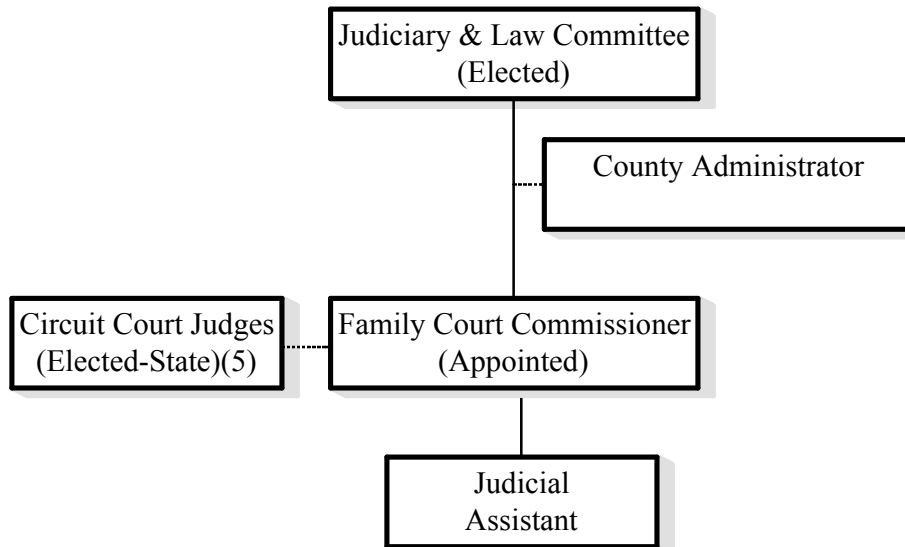 Judiciary & Law Committee
(Elected)
County Administrator
Circuit Court Judges
(Elected-State)(5)
Family Court Commissioner
(Appointed)
Judicial
Assistant